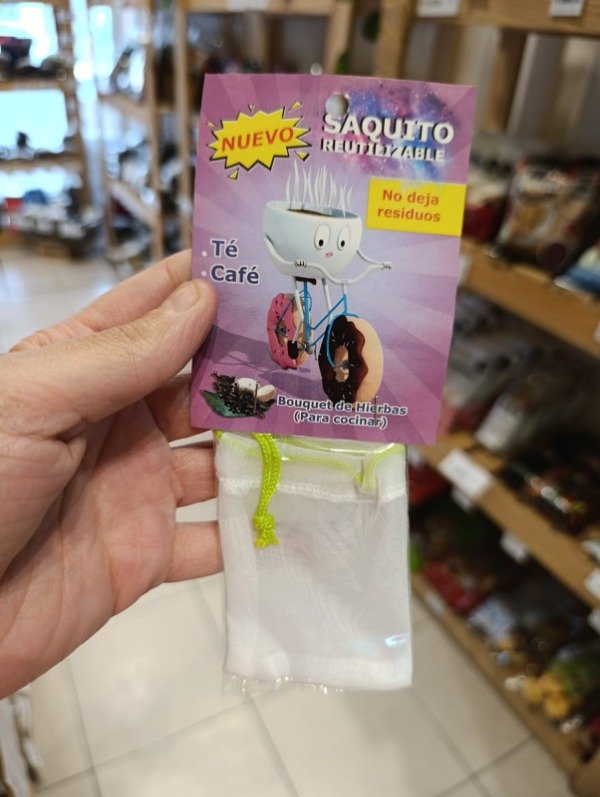 NUEVO
SAQUITO
REUTILIZABLE
No deja
residuos
. Té
. Café
Bouquet de Hierbas
(Para cocinar)